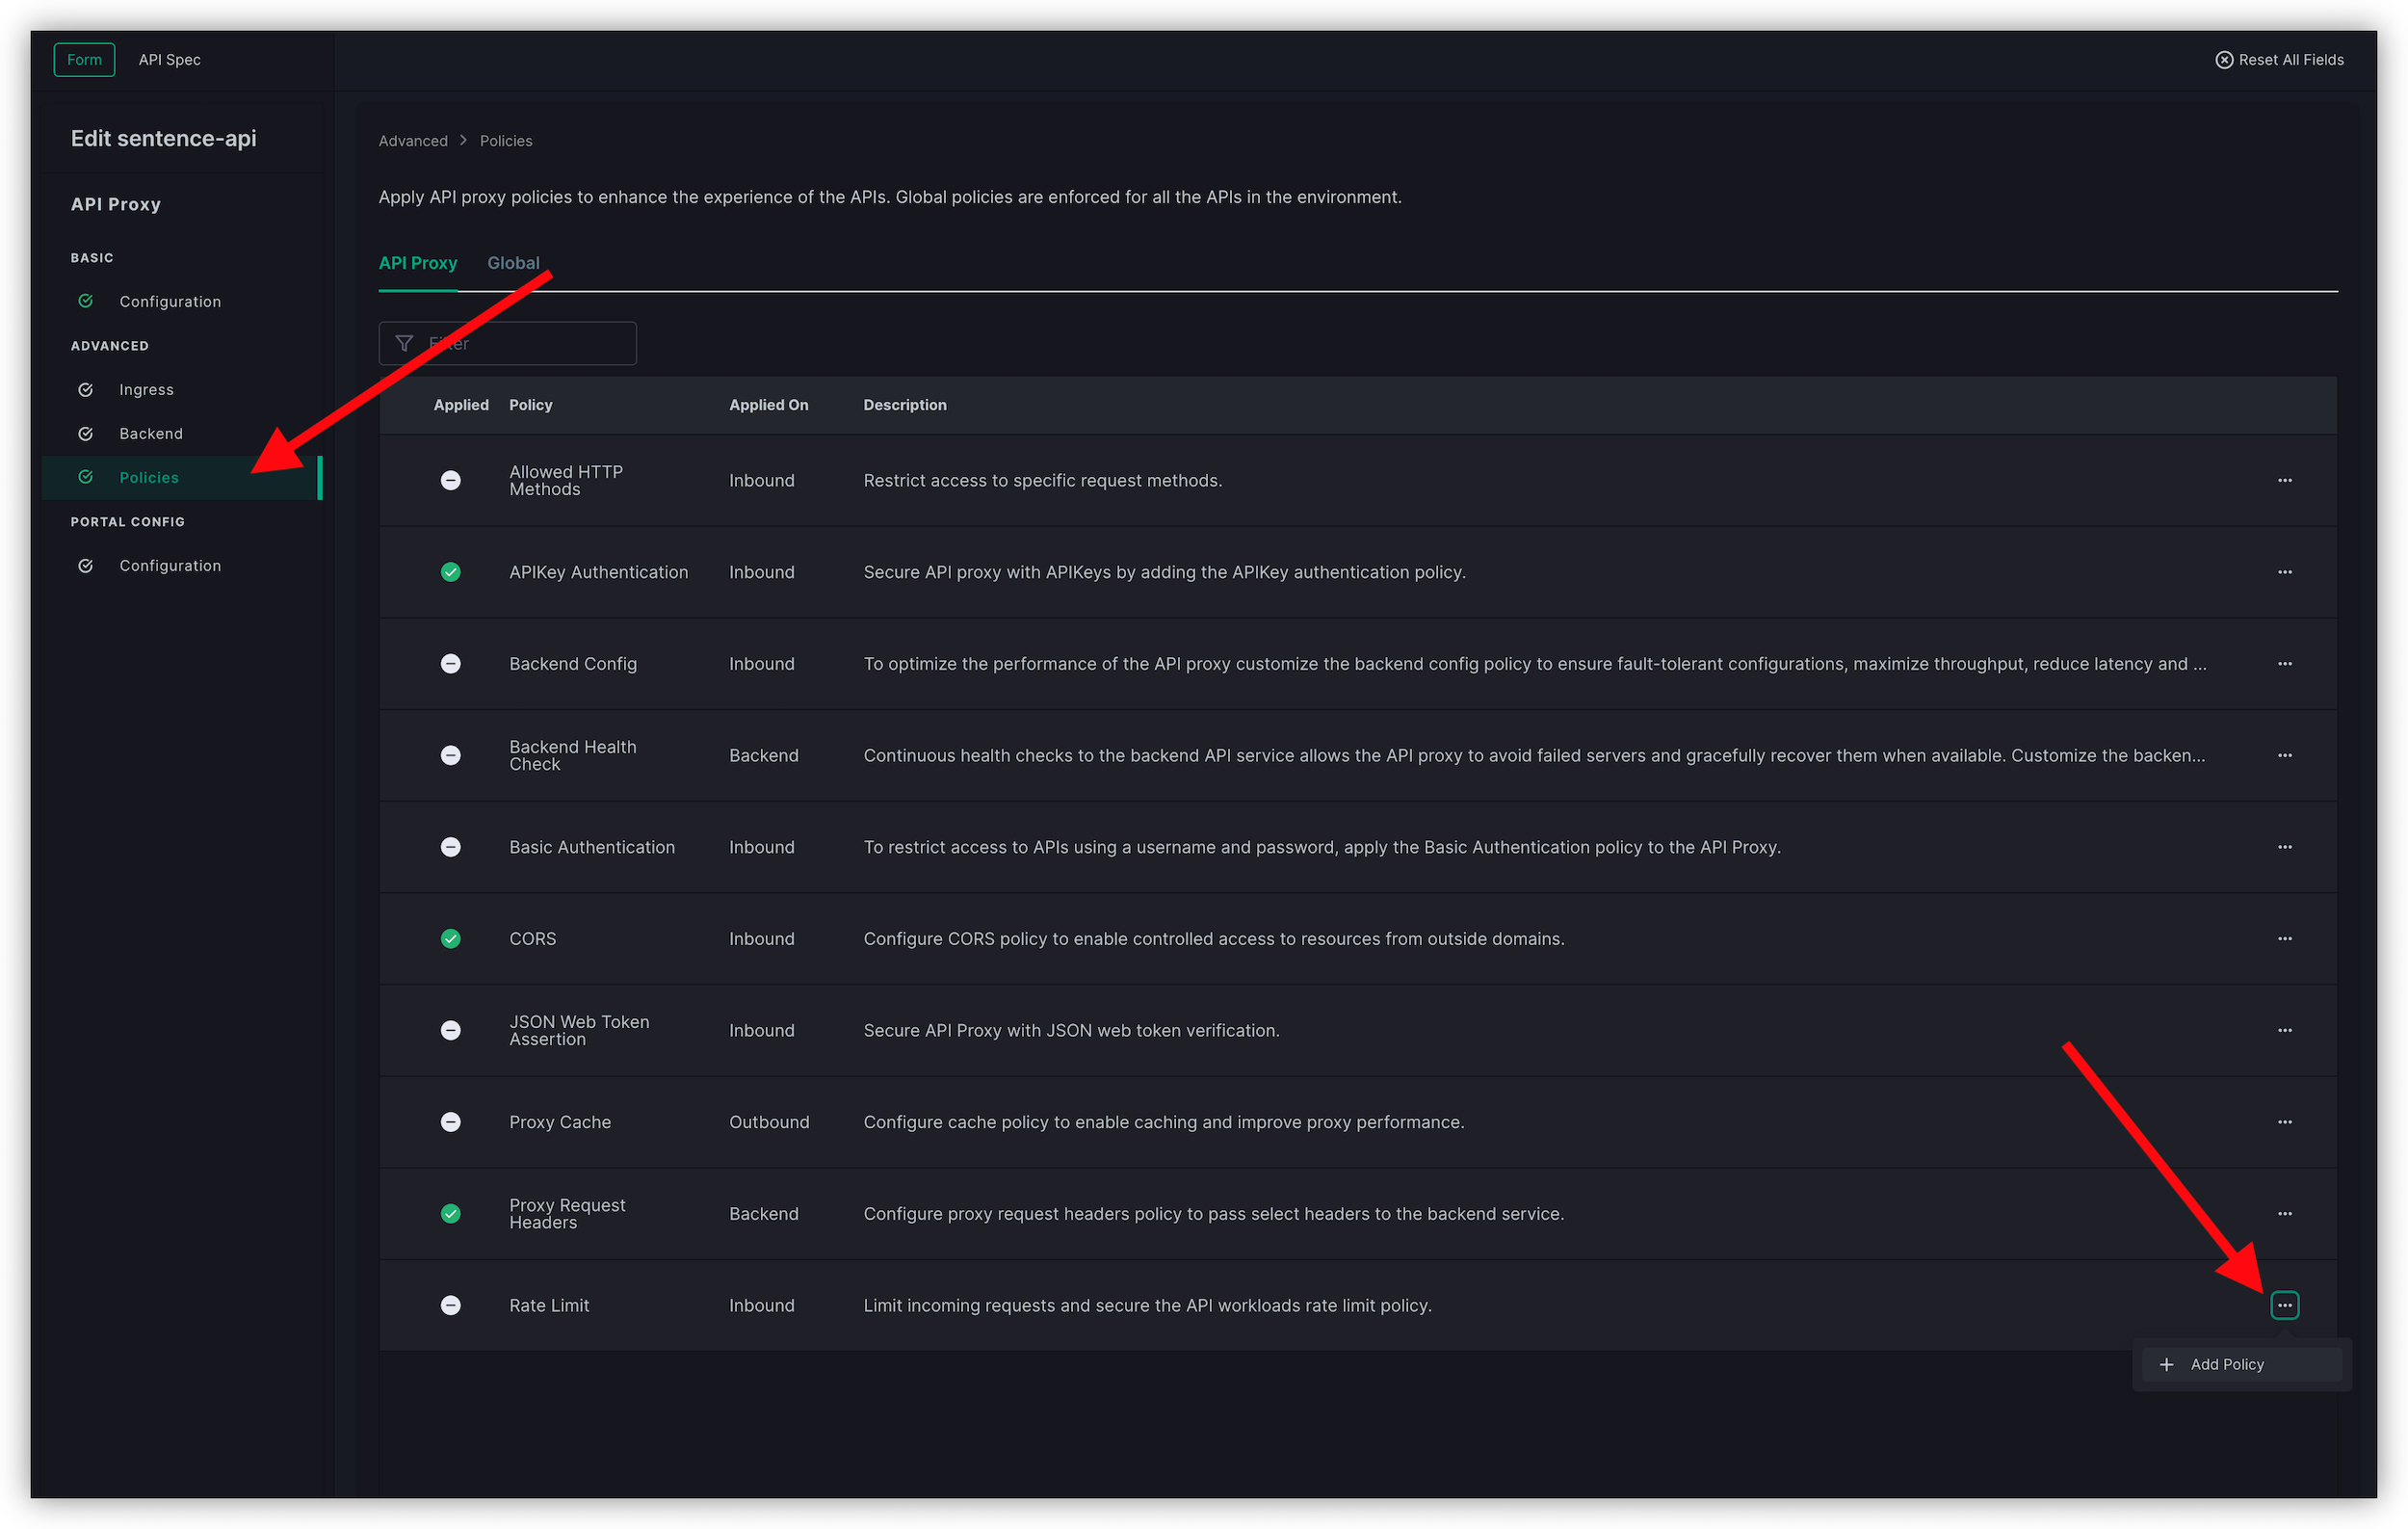 Form
API Spec
Reset All Fields
Edit sentence-api
API Proxy
BASIC
Configuration
ADVANCED
Ingress
Backend
Policies
PORTAL CONFIG
Configuration
Advanced > Policies
Apply API proxy policies to enhance the experience of the APIs. Global policies are enforced for all the APIs in the environment.
API Proxy
Global
Filter
Applied Policy Applied On Description
Allowed HTTP
Methods
Inbound
Restrict access to specific request methods.
APIKey Authentication
Inbound
Secure API proxy with APIKeys by adding the APIKey authentication policy.
Backend Config
Inbound
To optimize the performance of the API proxy customize the backend config policy to ensure fault-tolerant configurations, maximize throughput, reduce latency and ...
Backend Health
Check
Backend
Continuous health checks to the backend API service allows the API proxy to avoid failed servers and gracefully recover them when available. Customize the backen...
Basic Authentication
Inbound
To restrict access to APIs using a username and password, apply the Basic Authentication policy to the API Proxy.
CORS
Inbound
Configure CORS policy to enable controlled access to resources from outside domains.
JSON Web Token
Assertion
Inbound
Secure API Proxy with JSON web token verification.
Proxy Cache
Outbound
Configure cache policy to enable caching and improve proxy performance.
Proxy Request
Headers
Backend
Configure proxy request headers policy to pass select headers to the backend service.
Rate Limit
Inbound
Limit incoming requests and secure the API workloads rate limit policy.
Add Policy